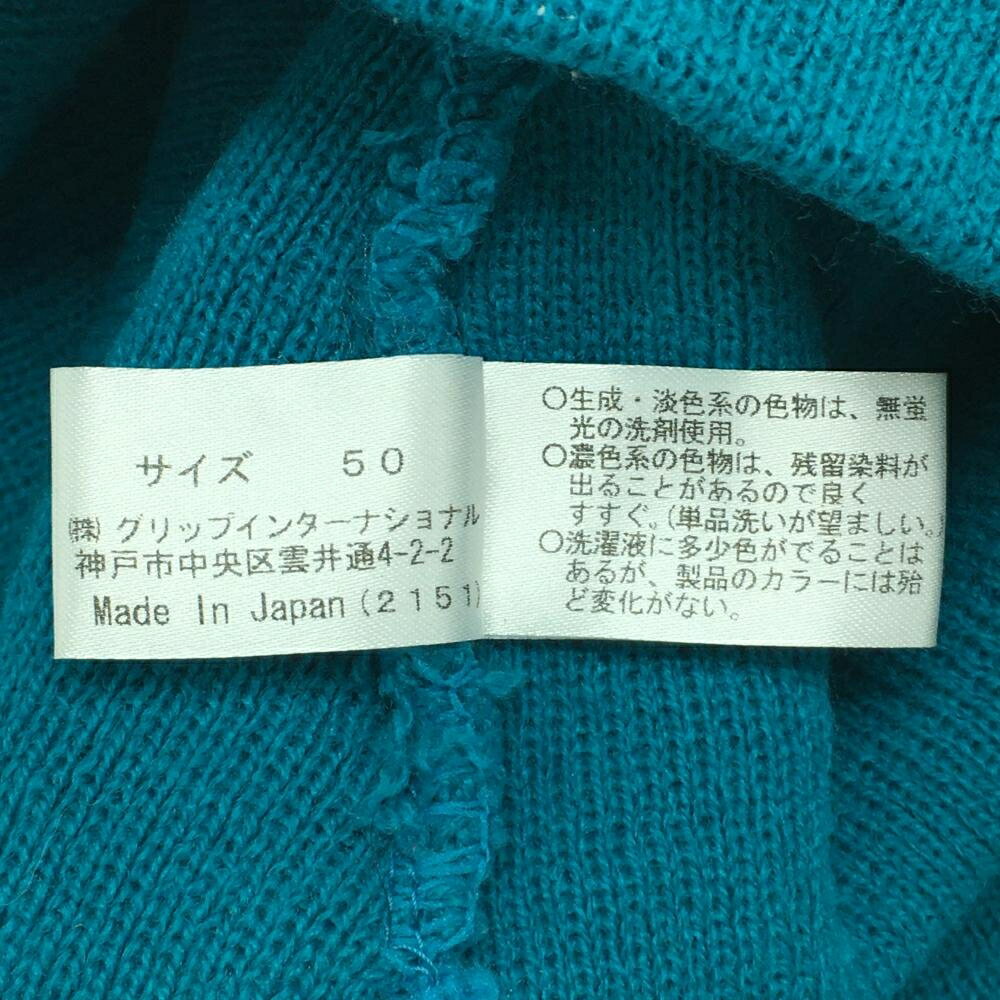 サイズ　５０
㈱グリップインターナショナル
神戸市中央区雲井通4-2-2
Made In Japan（２１５１）
○生成・淡色系の色物は、無蛍
光の洗剤使用。
○濃色系の色物は、残留染料が
出ることがあるので良く
すすぐ。（単品洗いが望ましい。）
○洗濯液に多少色がでることは
あるが、製品のカラーには殆
ど変化がない。